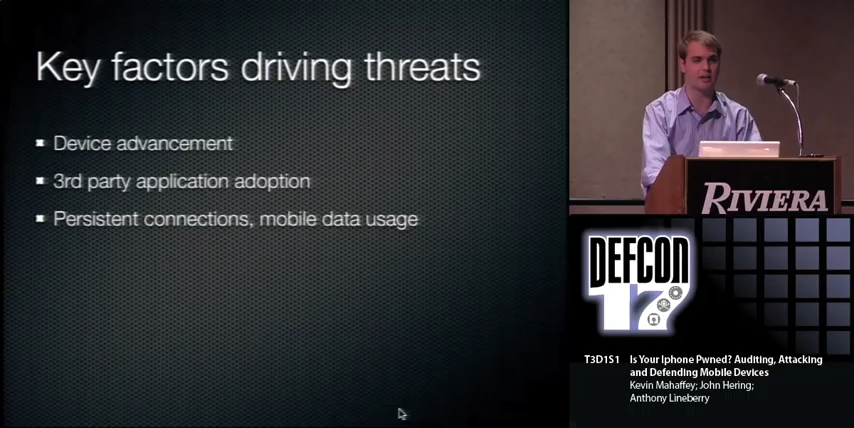 Key factors driving threats
Device advancement
3rd party application adoption
Persistent connections, mobile data usage
RIVIERA
DEFCON
17
T3D1S1 Is Your Iphone Pwned? Auditing, Attacking
and Defending Mobile Devices
Kevin Mahaffey; John Hering;
Anthony Lineberry